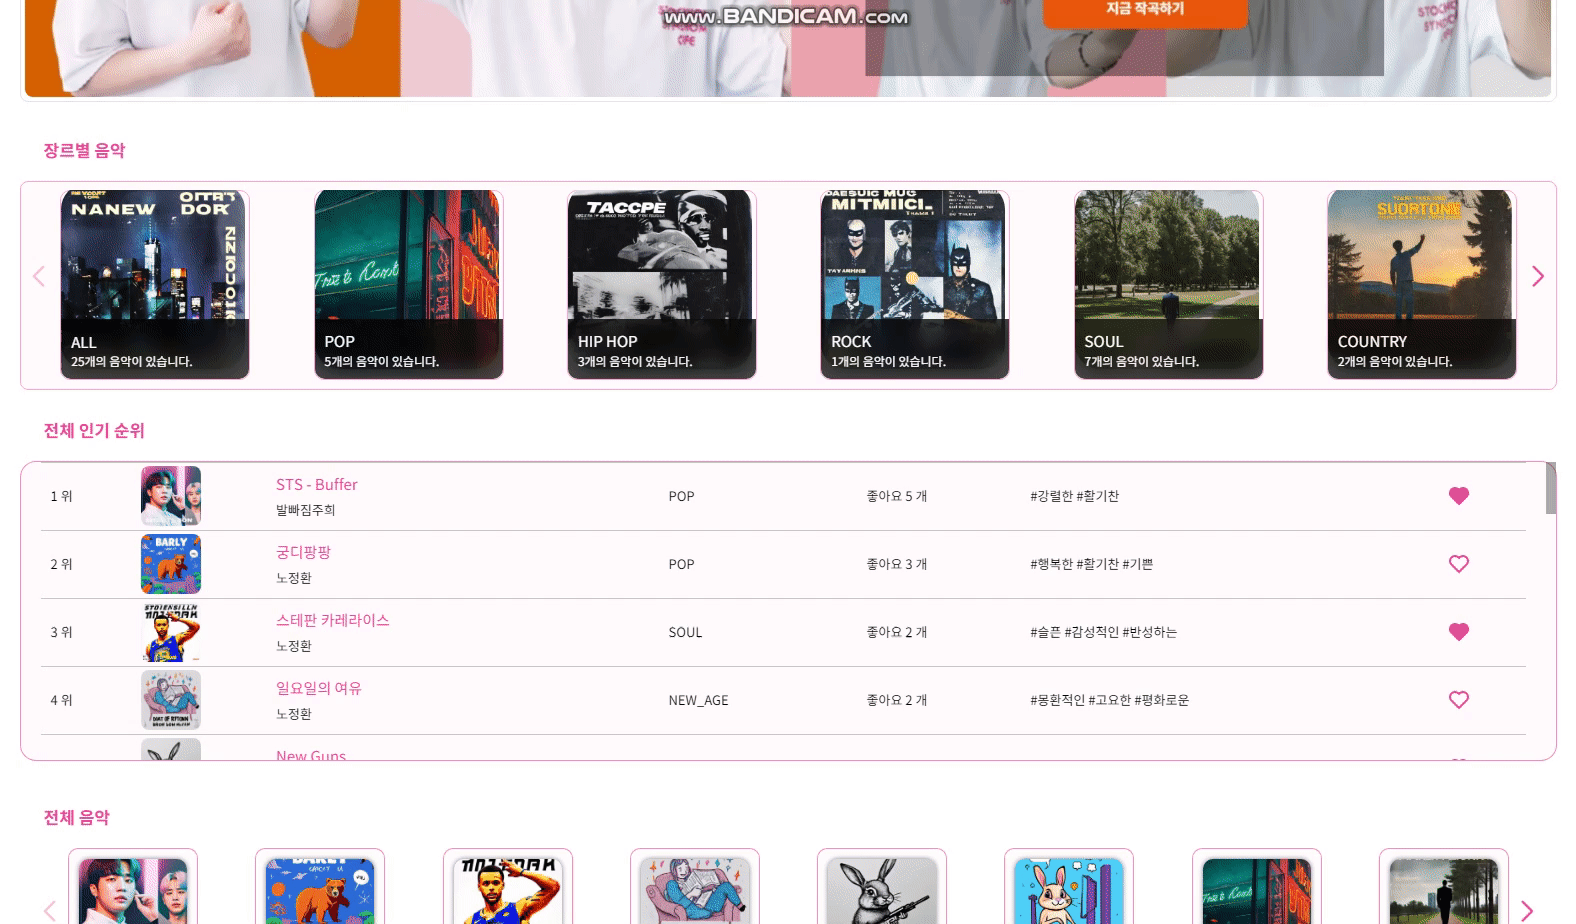 www.BANDICAM.com
지금 작곡하기
장르별 음악
NANEW
DOR
TACCPE
MITMIICI.
SUORTON
ALL
25개의 음악이 있습니다.
POP
5개의 음악이 있습니다.
HIP HOP
3개의 음악이 있습니다.
ROCK
1개의 음악이 있습니다.
SOUL
7개의 음악이 있습니다.
COUNTRY
2개의 음악이 있습니다.
전체 인기 순위
1 위
STS - Buffer
발빠짐주희
POP
좋아요 5 개
#강렬한 #활기찬
2 위
BARLY
궁디팡팡
노정환
POP
좋아요 3 개
#행복한 #활기찬 #기쁜
3 위
스테판 카레라이스
노정환
SOUL
좋아요 2 개
#슬픈 #감성적인 #반성하는
4 위
일요일의 여유
노정환
NEW_AGE
좋아요 2 개
#몽환적인 #고요한 #평화로운
New Guns
전체 음악